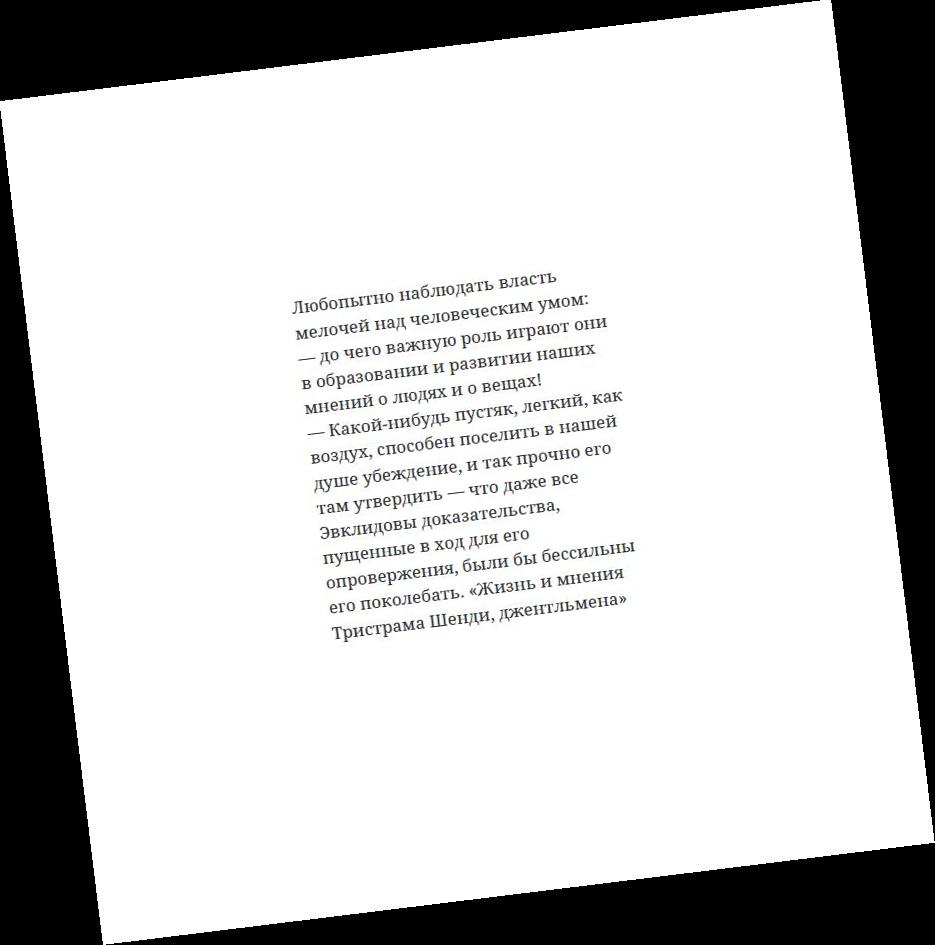 Любопытно наблюдать власть
мелочей над человеческим умом:
— до чего важную роль играют они
в образовании и развитии наших
мнений о людях и о вещах!
— Какой-нибудь пустяк, легкий, как
воздух, способен поселить в нашей
душе убеждение, и так прочно его
там утвердить — что даже все
Эвклидовы доказательства,
пущенные в ход для его
опровержения, были бы бессильны
его поколебать. «Жизнь и мнения
Тристрама Шенди, джентльмена»